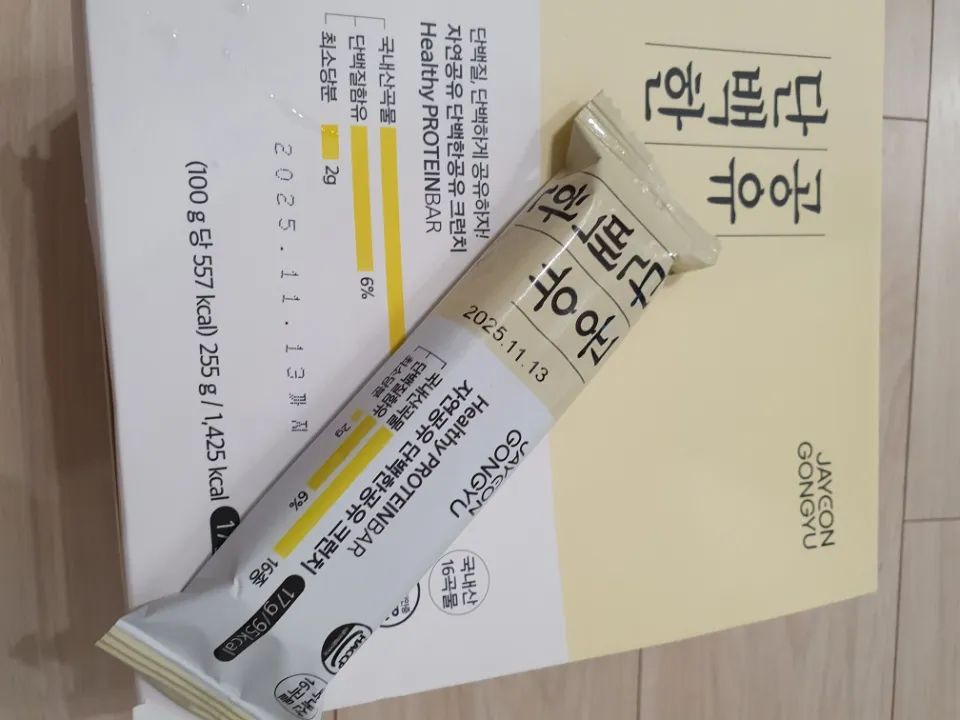 단백한
공유
JAYEON
GONGYU
단백질, 단백하게 공유하자!
자연공유 단백한공유 크런치
Healthy PROTEINBAR
국내산곡물
단백질함유 6%
최소당분 2g
2025.11.13 까지
(100 g 당 557 kcal) 255 g / 1,425 kcal
국내산
16곡물
단백한
공유
2025.11.13
JAYEON
GONGYU
Healthy PROTEINBAR
자연공유 단백한공유 크런치
국내산곡물 16종
단백질함유 6%
최소당분 2g
17g/95kcal
HACCP